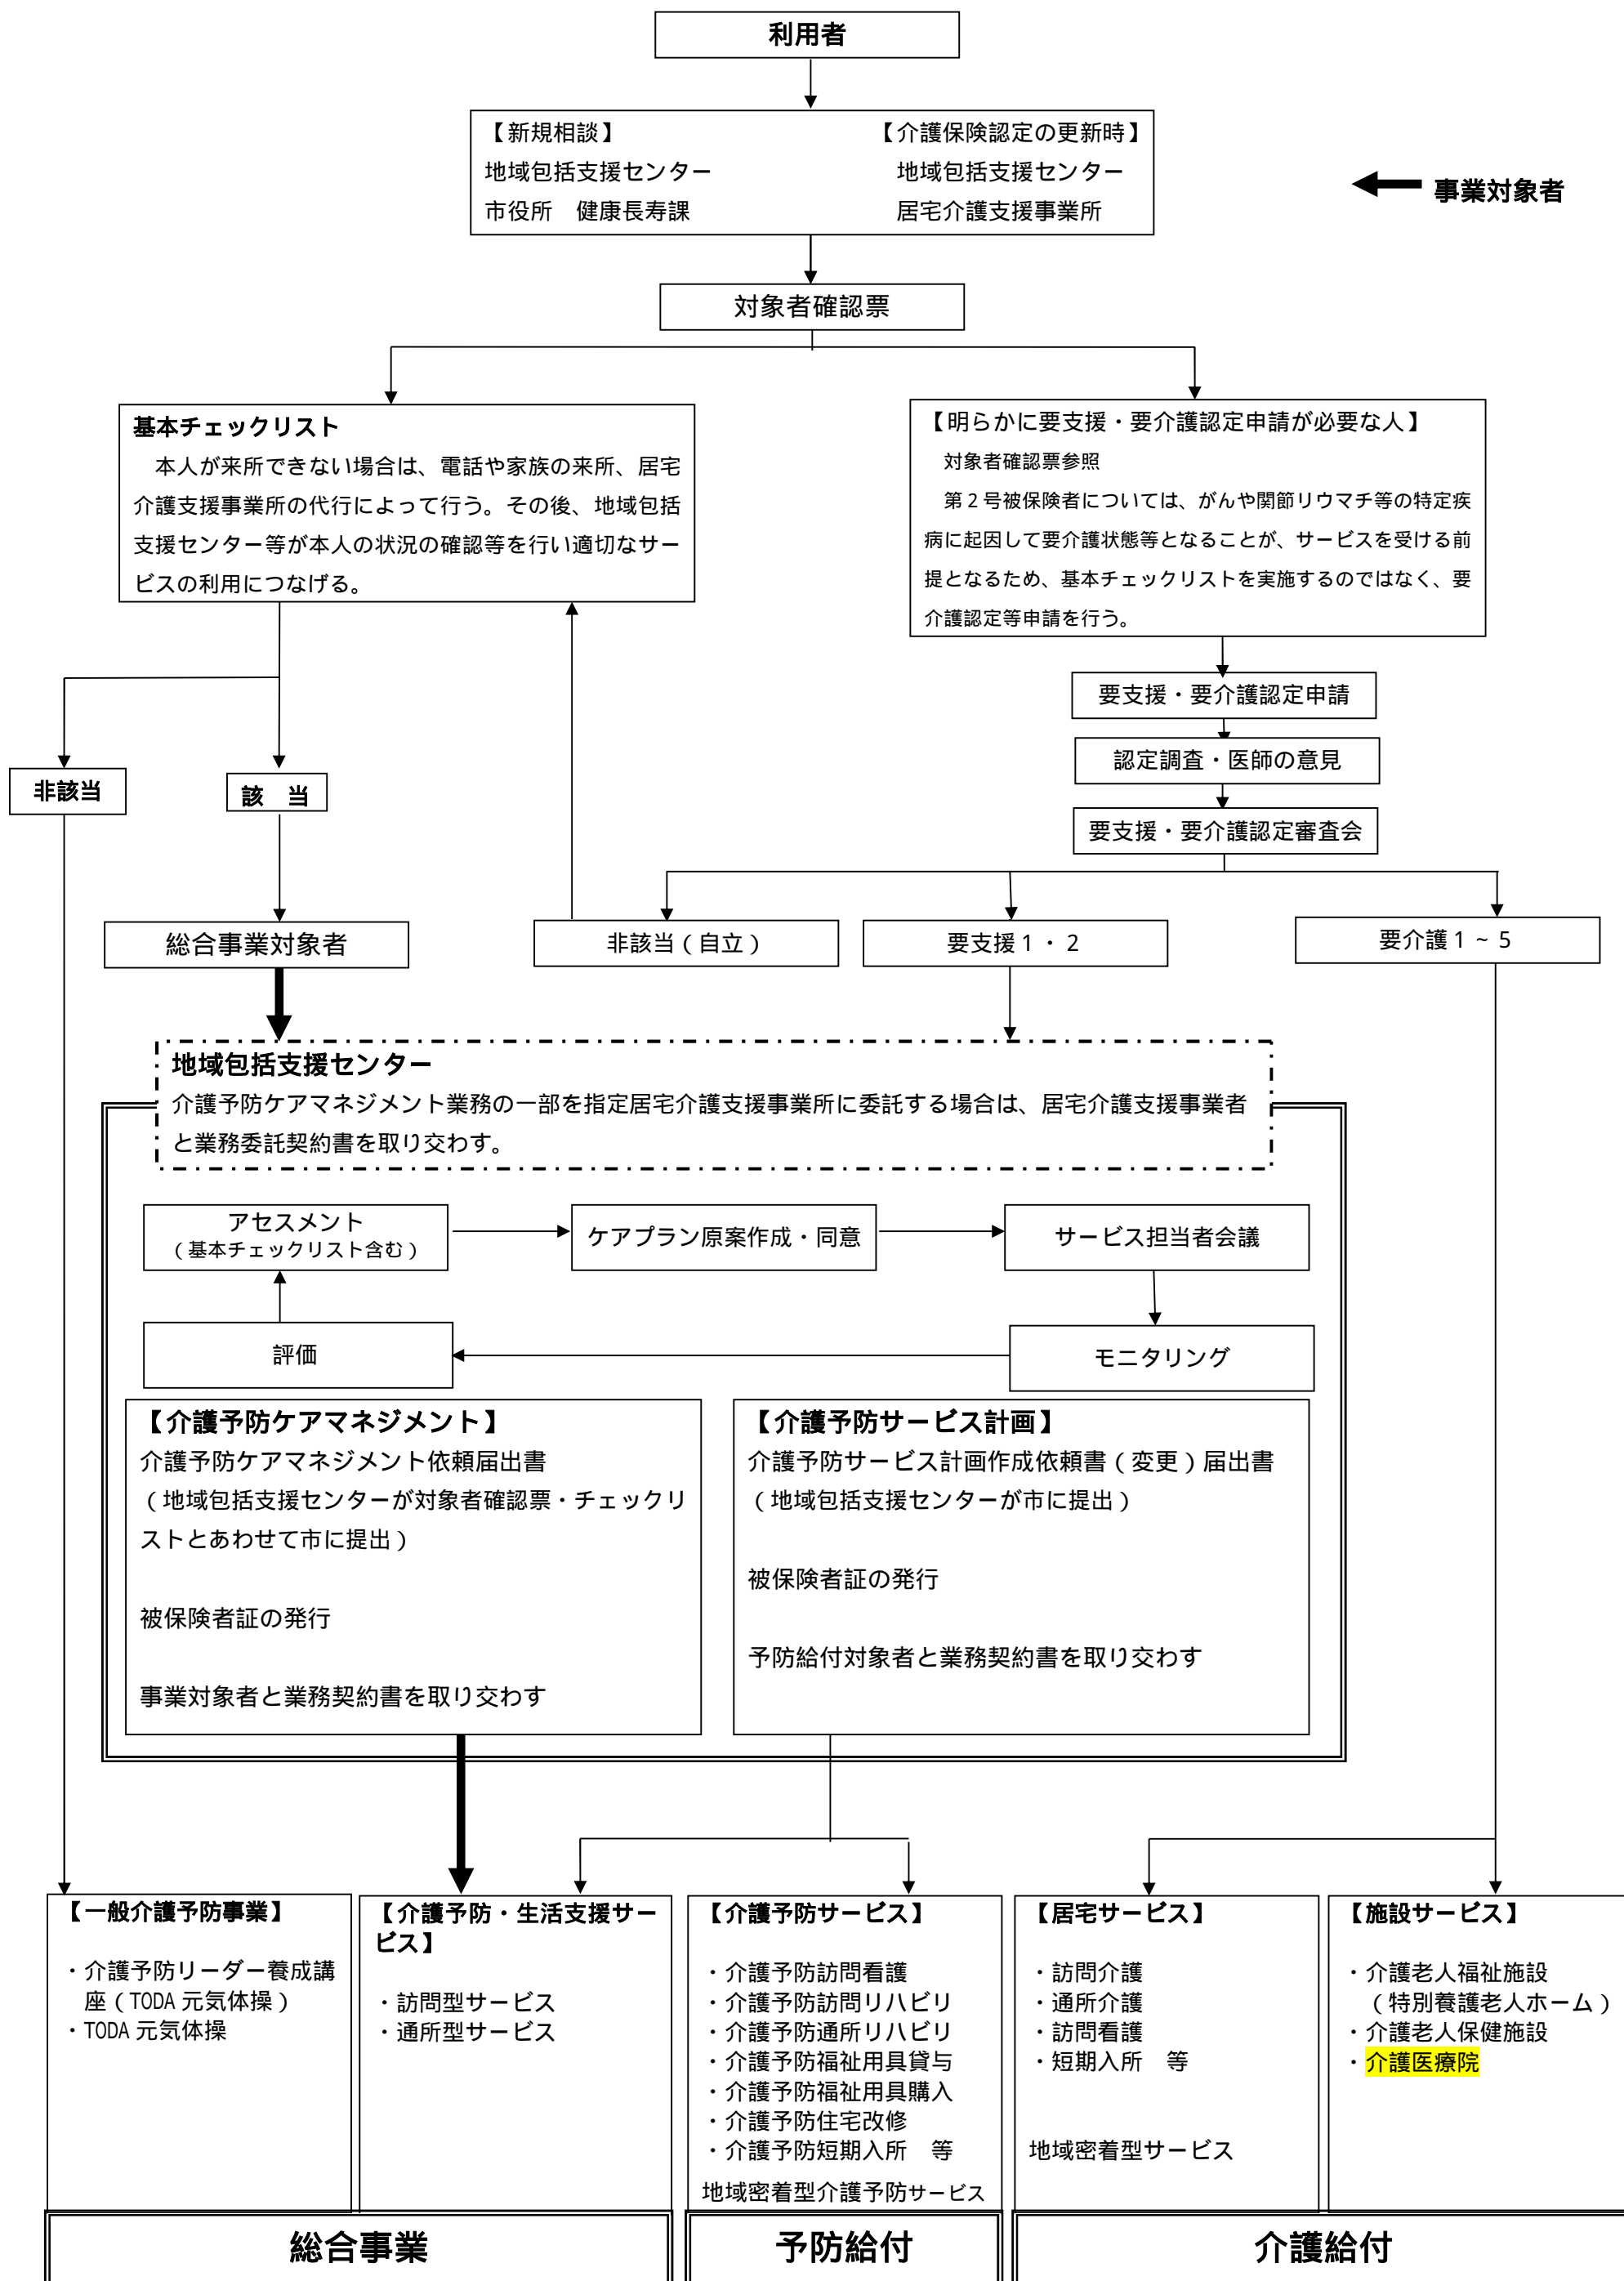 利用者
【新規相談】
地域包括支援センター
市役所　健康長寿課
【介護保険認定の更新時】
地域包括支援センター
居宅介護支援事業所
事業対象者
対象者確認票
基本チェックリスト
　本人が来所できない場合は、電話や家族の来所、居宅
介護支援事業所の代行によって行う。その後、地域包括
支援センター等が本人の状況の確認等を行い適切なサー
ビスの利用につなげる。
【明らかに要支援・要介護認定申請が必要な人】
　対象者確認票参照
　第２号被保険者については、がんや関節リウマチ等の特定疾
病に起因して要介護状態等となることが、サービスを受ける前
提となるため、基本チェックリストを実施するのではなく、要
介護認定等申請を行う。
要支援・要介護認定申請
認定調査・医師の意見
要支援・要介護認定審査会
非該当
該　当
総合事業対象者
非該当（自立）
要支援１・２
要介護１～５
地域包括支援センター
介護予防ケアマネジメント業務の一部を指定居宅介護支援事業所に委託する場合は、居宅介護支援事業者
と業務委託契約書を取り交わす。
アセスメント
（基本チェックリスト含む）
ケアプラン原案作成・同意
サービス担当者会議
評価
モニタリング
【介護予防ケアマネジメント】
介護予防ケアマネジメント依頼届出書
（地域包括支援センターが対象者確認票・チェックリ
ストとあわせて市に提出）
被保険者証の発行
事業対象者と業務契約書を取り交わす
【介護予防サービス計画】
介護予防サービス計画作成依頼書（変更）届出書
（地域包括支援センターが市に提出）
被保険者証の発行
予防給付対象者と業務契約書を取り交わす
【一般介護予防事業】
・介護予防リーダー養成講
座（TODA 元気体操）
・TODA 元気体操
【介護予防・生活支援サー
ビス】
・訪問型サービス
・通所型サービス
【介護予防サービス】
・介護予防訪問看護
・介護予防訪問リハビリ
・介護予防通所リハビリ
・介護予防福祉用具貸与
・介護予防福祉用具購入
・介護予防住宅改修
・介護予防短期入所　等
地域密着型介護予防サービス
【居宅サービス】
・訪問介護
・通所介護
・訪問看護
・短期入所　等
地域密着型サービス
【施設サービス】
・介護老人福祉施設
（特別養護老人ホーム）
・介護老人保健施設
・介護医療院
総合事業
予防給付
介護給付